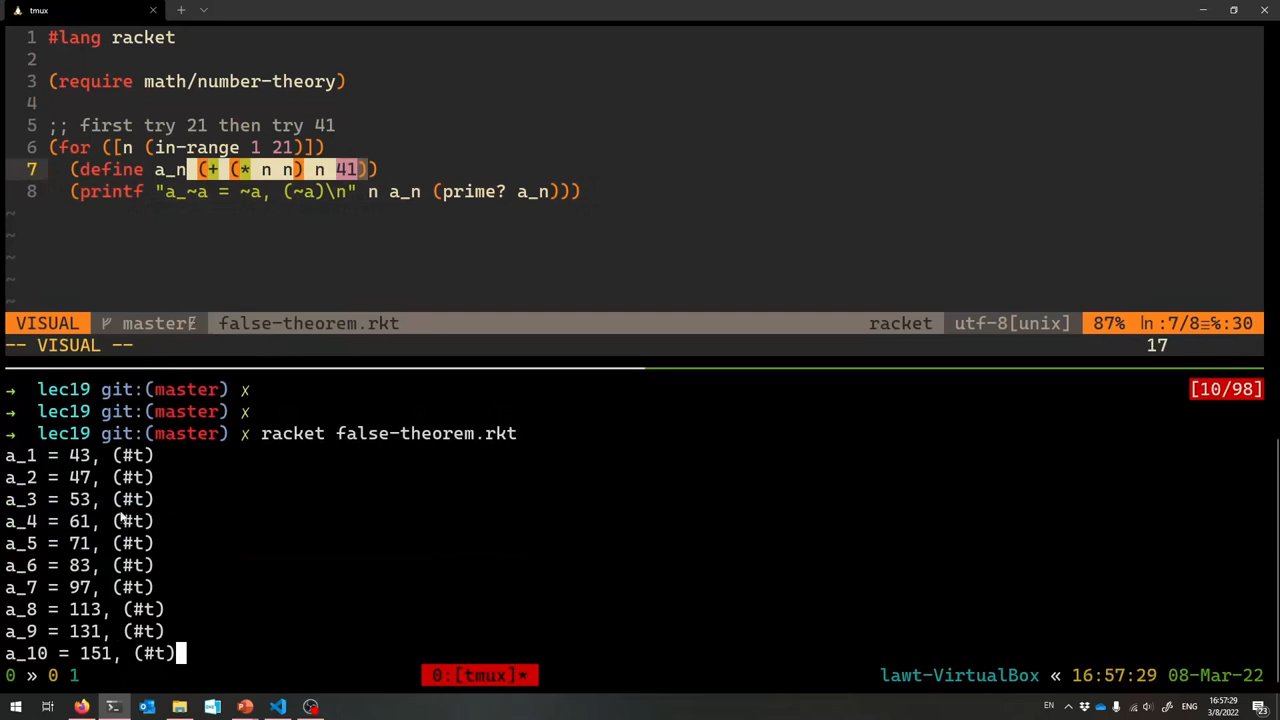 tmux
1 #lang racket
2
3 (require math/number-theory)
4
5 ;; first try 21 then try 41
6 (for ([n (in-range 1 21)])
7 (define a_n (+ (* n n) n 41))
8 (printf "a_~a = ~a, (~a)\n" n a_n (prime? a_n)))
~
~
~
~
~
VISUAL master false-theorem.rkt racket utf-8[unix] 87% ln :7/8≡℅:30
-- VISUAL -- 17
→ lec19 git:(master) ✗ [10/98]
→ lec19 git:(master) ✗
→ lec19 git:(master) ✗ racket false-theorem.rkt
a_1 = 43, (#t)
a_2 = 47, (#t)
a_3 = 53, (#t)
a_4 = 61, (#t)
a_5 = 71, (#t)
a_6 = 83, (#t)
a_7 = 97, (#t)
a_8 = 113, (#t)
a_9 = 131, (#t)
a_10 = 151, (#t)
0 » 0 1 0:[tmux]* lawt-VirtualBox « 16:57:29 08-Mar-22
EN ENG 16:57:29
3/8/2022 23